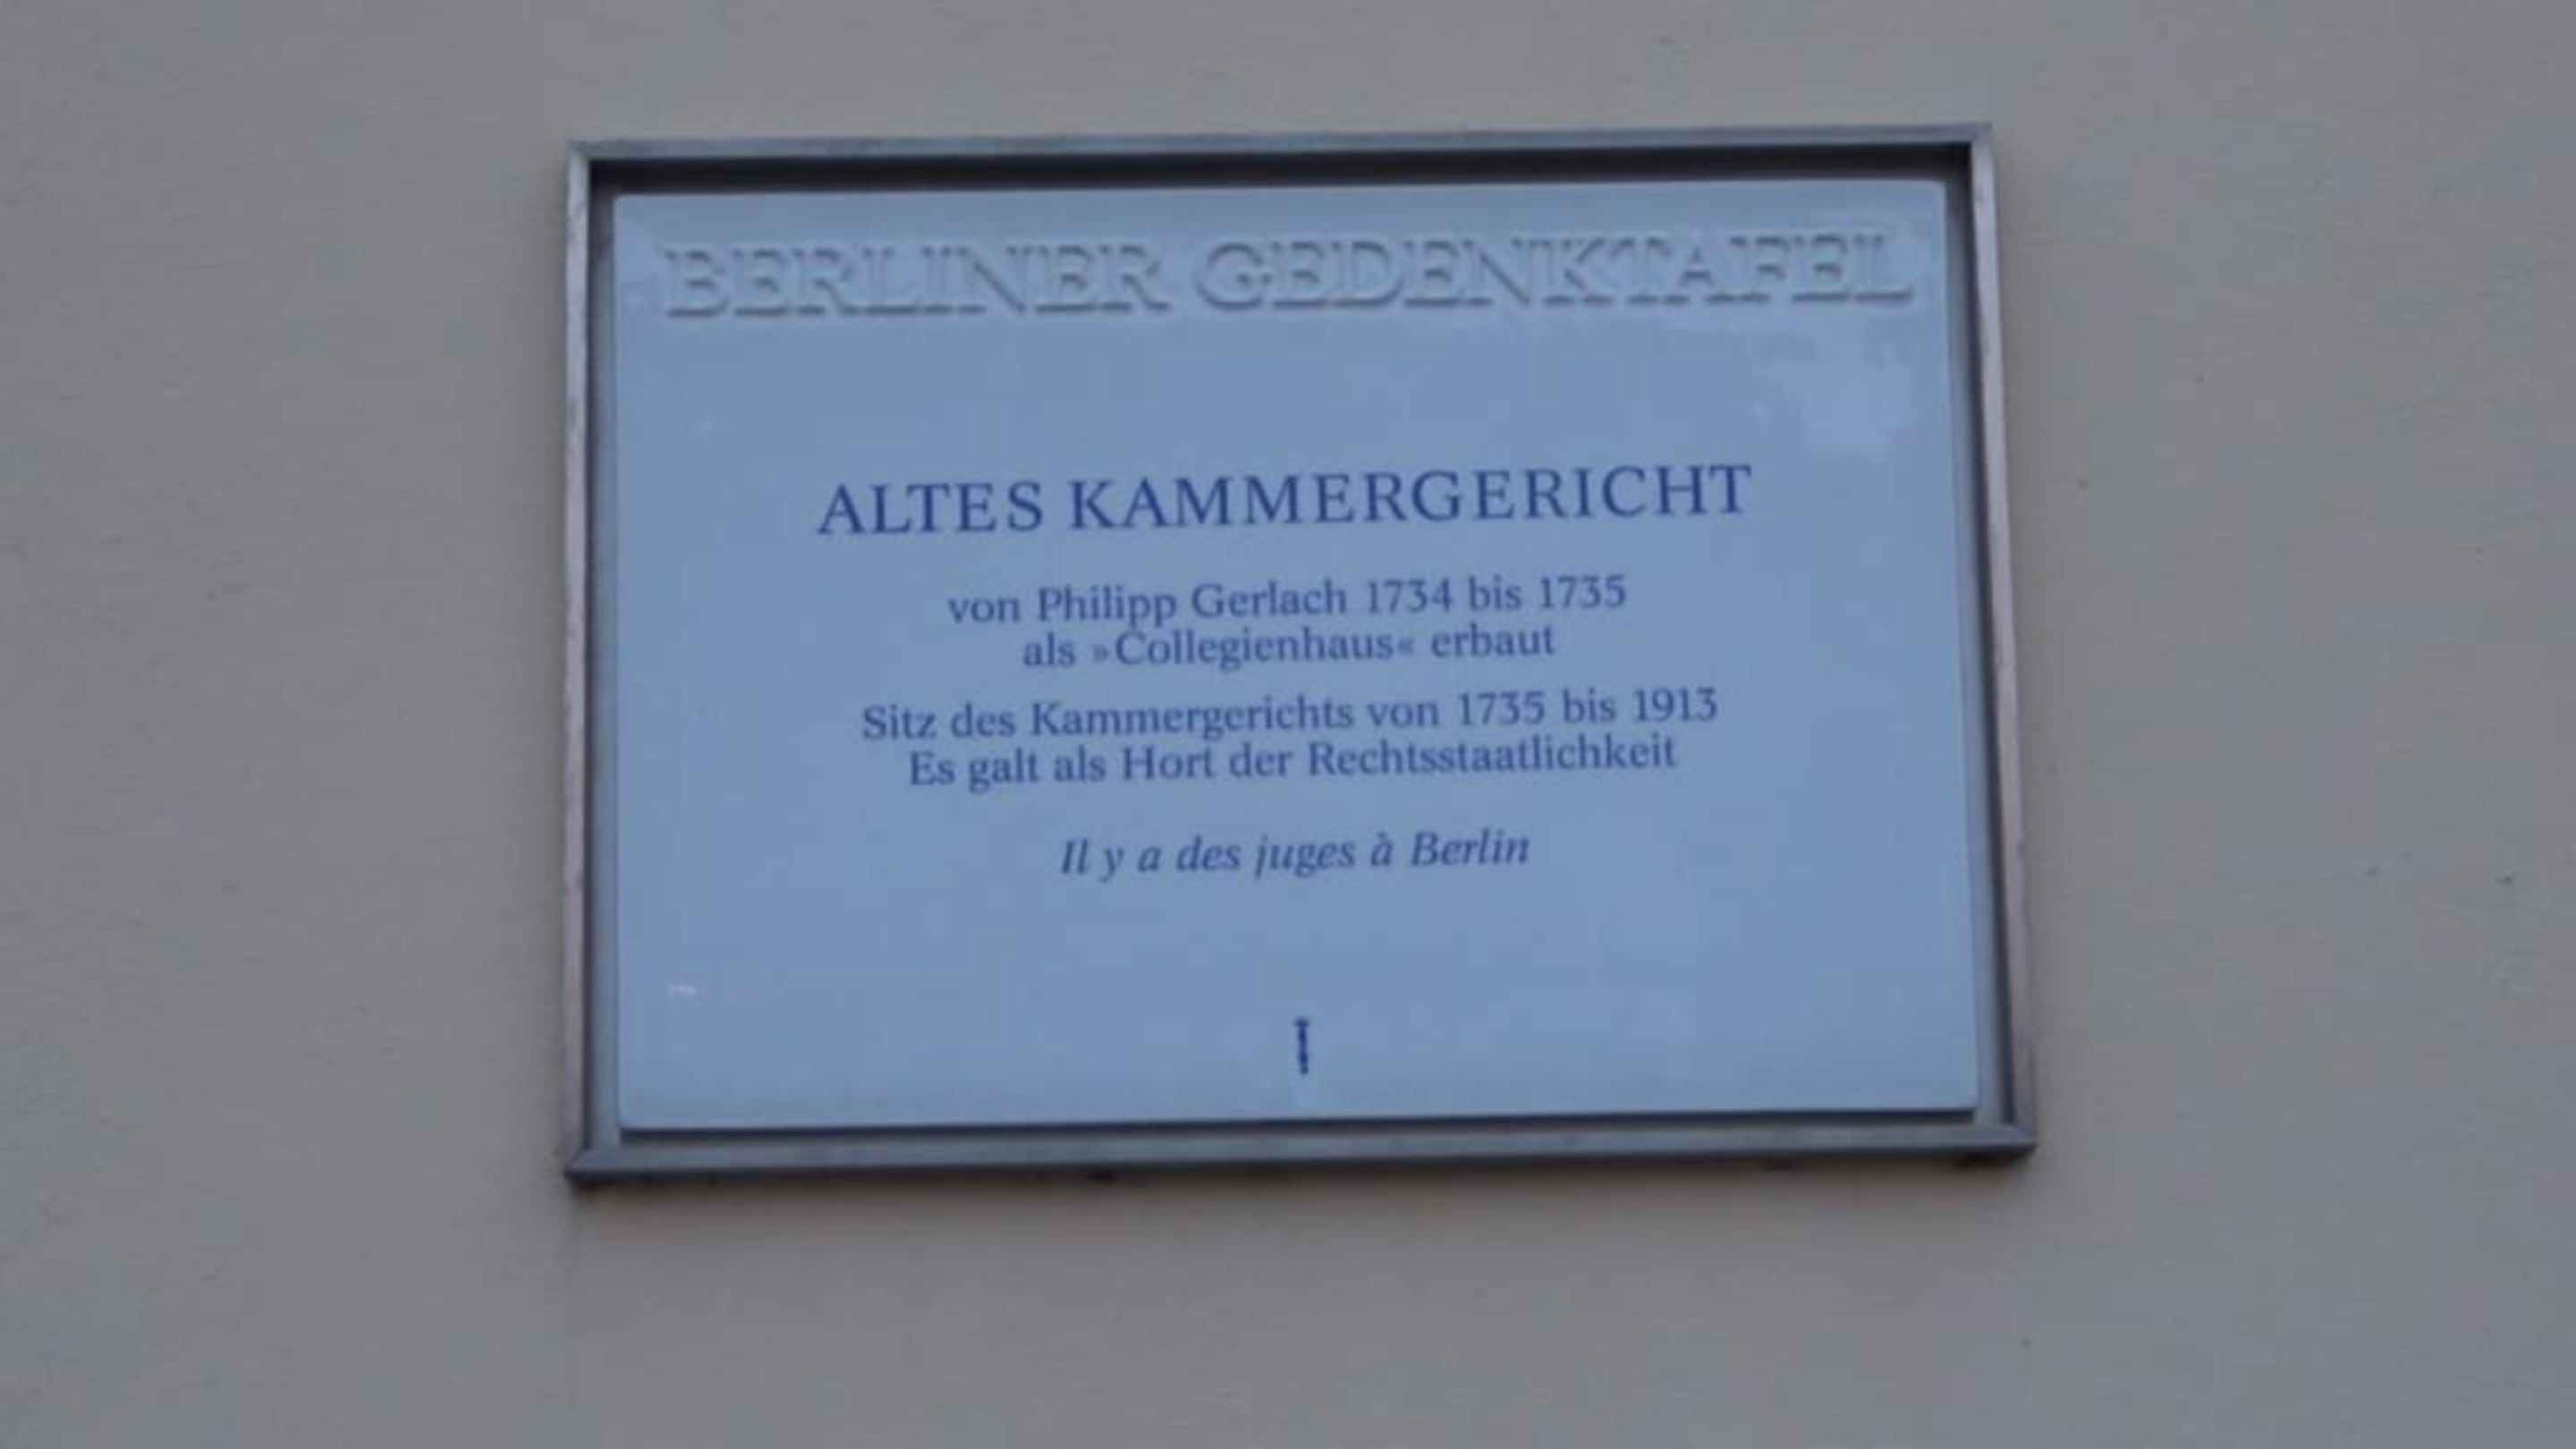 BERLINER GEDENKTAFEL
ALTES KAMMERGERICHT
von Philipp Gerlach 1734 bis 1735
als »Collegienhaus« erbaut
Sitz des Kammergerichts von 1735 bis 1913
Es galt als Hort der Rechtsstaatlichkeit
Il y a des juges à Berlin